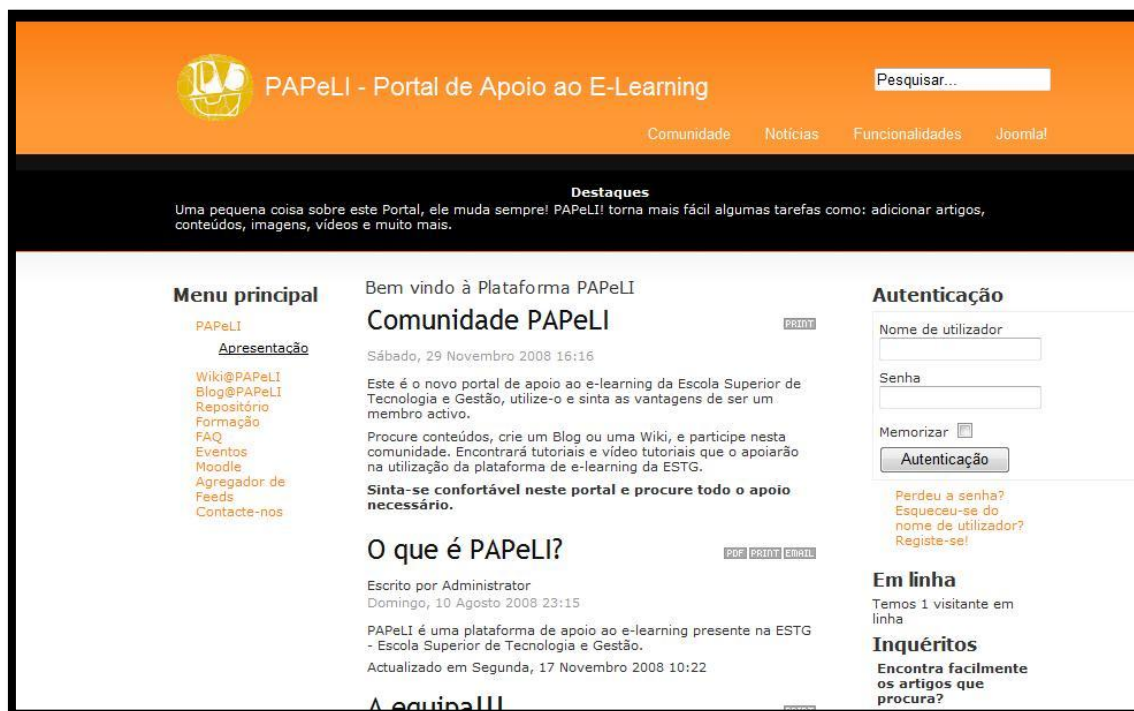 PAPeLI - Portal de Apoio ao E-Learning
Pesquisar...
Comunidade Notícias Funcionalidades Joomla!
Destaques
Uma pequena coisa sobre este Portal, ele muda sempre! PAPeLI! torna mais fácil algumas tarefas como: adicionar artigos,
conteúdos, imagens, vídeos e muito mais.
Menu principal
PAPeLI
Apresentação
Wiki@PAPeLI
Blog@PAPeLI
Repositório
Formação
FAQ
Eventos
Moodle
Agregador de
Feeds
Contacte-nos
Bem vindo à Plataforma PAPeLI
Comunidade PAPeLI
PRINT
Sábado, 29 Novembro 2008 16:16
Este é o novo portal de apoio ao e-learning da Escola Superior de
Tecnologia e Gestão, utilize-o e sinta as vantagens de ser um
membro activo.
Procure conteúdos, crie um Blog ou uma Wiki, e participe nesta
comunidade. Encontrará tutoriais e vídeo tutoriais que o apoiarão
na utilização da plataforma de e-learning da ESTG.
Sinta-se confortável neste portal e procure todo o apoio
necessário.
O que é PAPeLI?
PDF PRINT EMAIL
Escrito por Administrator
Domingo, 10 Agosto 2008 23:15
PAPeLI é uma plataforma de apoio ao e-learning presente na ESTG
- Escola Superior de Tecnologia e Gestão.
Actualizado em Segunda, 17 Novembro 2008 10:22
A equipa!!!
PRINT
Autenticação
Nome de utilizador
Senha
Memorizar
Autenticação
Perdeu a senha?
Esqueceu-se do
nome de utilizador?
Registe-se!
Em linha
Temos 1 visitante em
linha
Inquéritos
Encontra facilmente
os artigos que
procura?